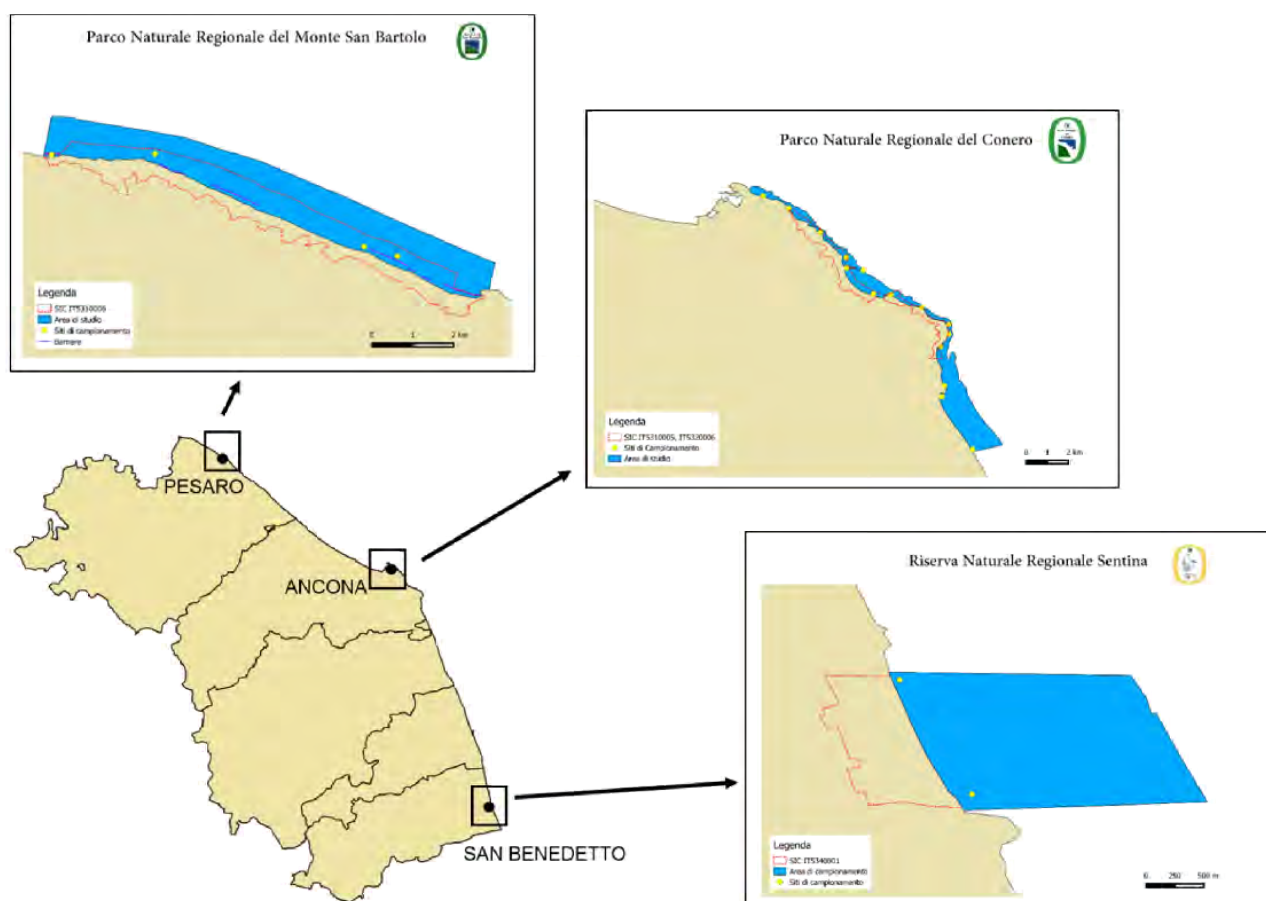 Parco Naturale Regionale del Monte San Bartolo
Legenda
SIC IT5310006
Area di studio
Siti di campionamento
Barriere
0 1 2 km
Parco Naturale Regionale del Conero
Legenda
SIC IT5310005, IT5320006
Siti di Campionamento
Area di studio
0 1 2 km
PESARO
ANCONA
SAN BENEDETTO
Riserva Naturale Regionale Sentina
Legenda
SIC IT5340001
Area di campionamento
Siti di campionamento
0 250 500 m